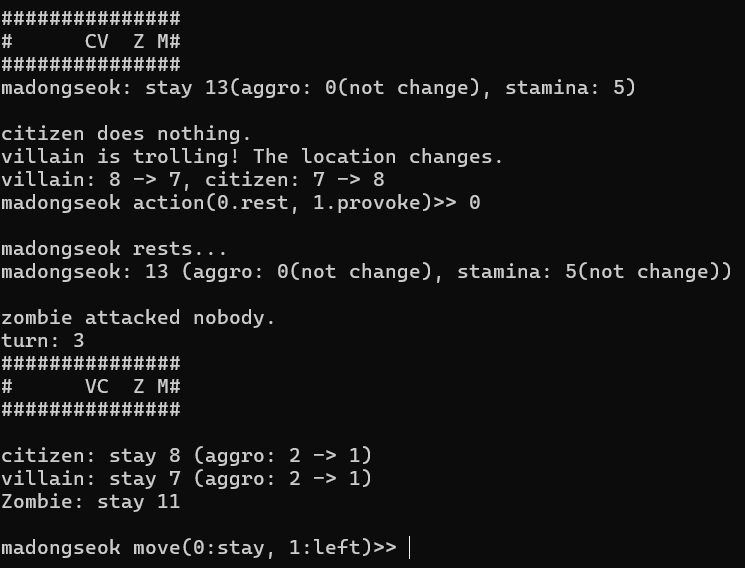 ###############
#      CV  Z M#
###############
madongseok: stay 13(aggro: 0(not change), stamina: 5)

citizen does nothing.
villain is trolling! The location changes.
villain: 8 -> 7, citizen: 7 -> 8
madongseok action(0.rest, 1.provoke)>> 0

madongseok rests...
madongseok: 13 (aggro: 0(not change), stamina: 5(not change))

zombie attacked nobody.
turn: 3
###############
#      VC  Z M#
###############

citizen: stay 8 (aggro: 2 -> 1)
villain: stay 7 (aggro: 2 -> 1)
Zombie: stay 11

madongseok move(0:stay, 1:left)>>